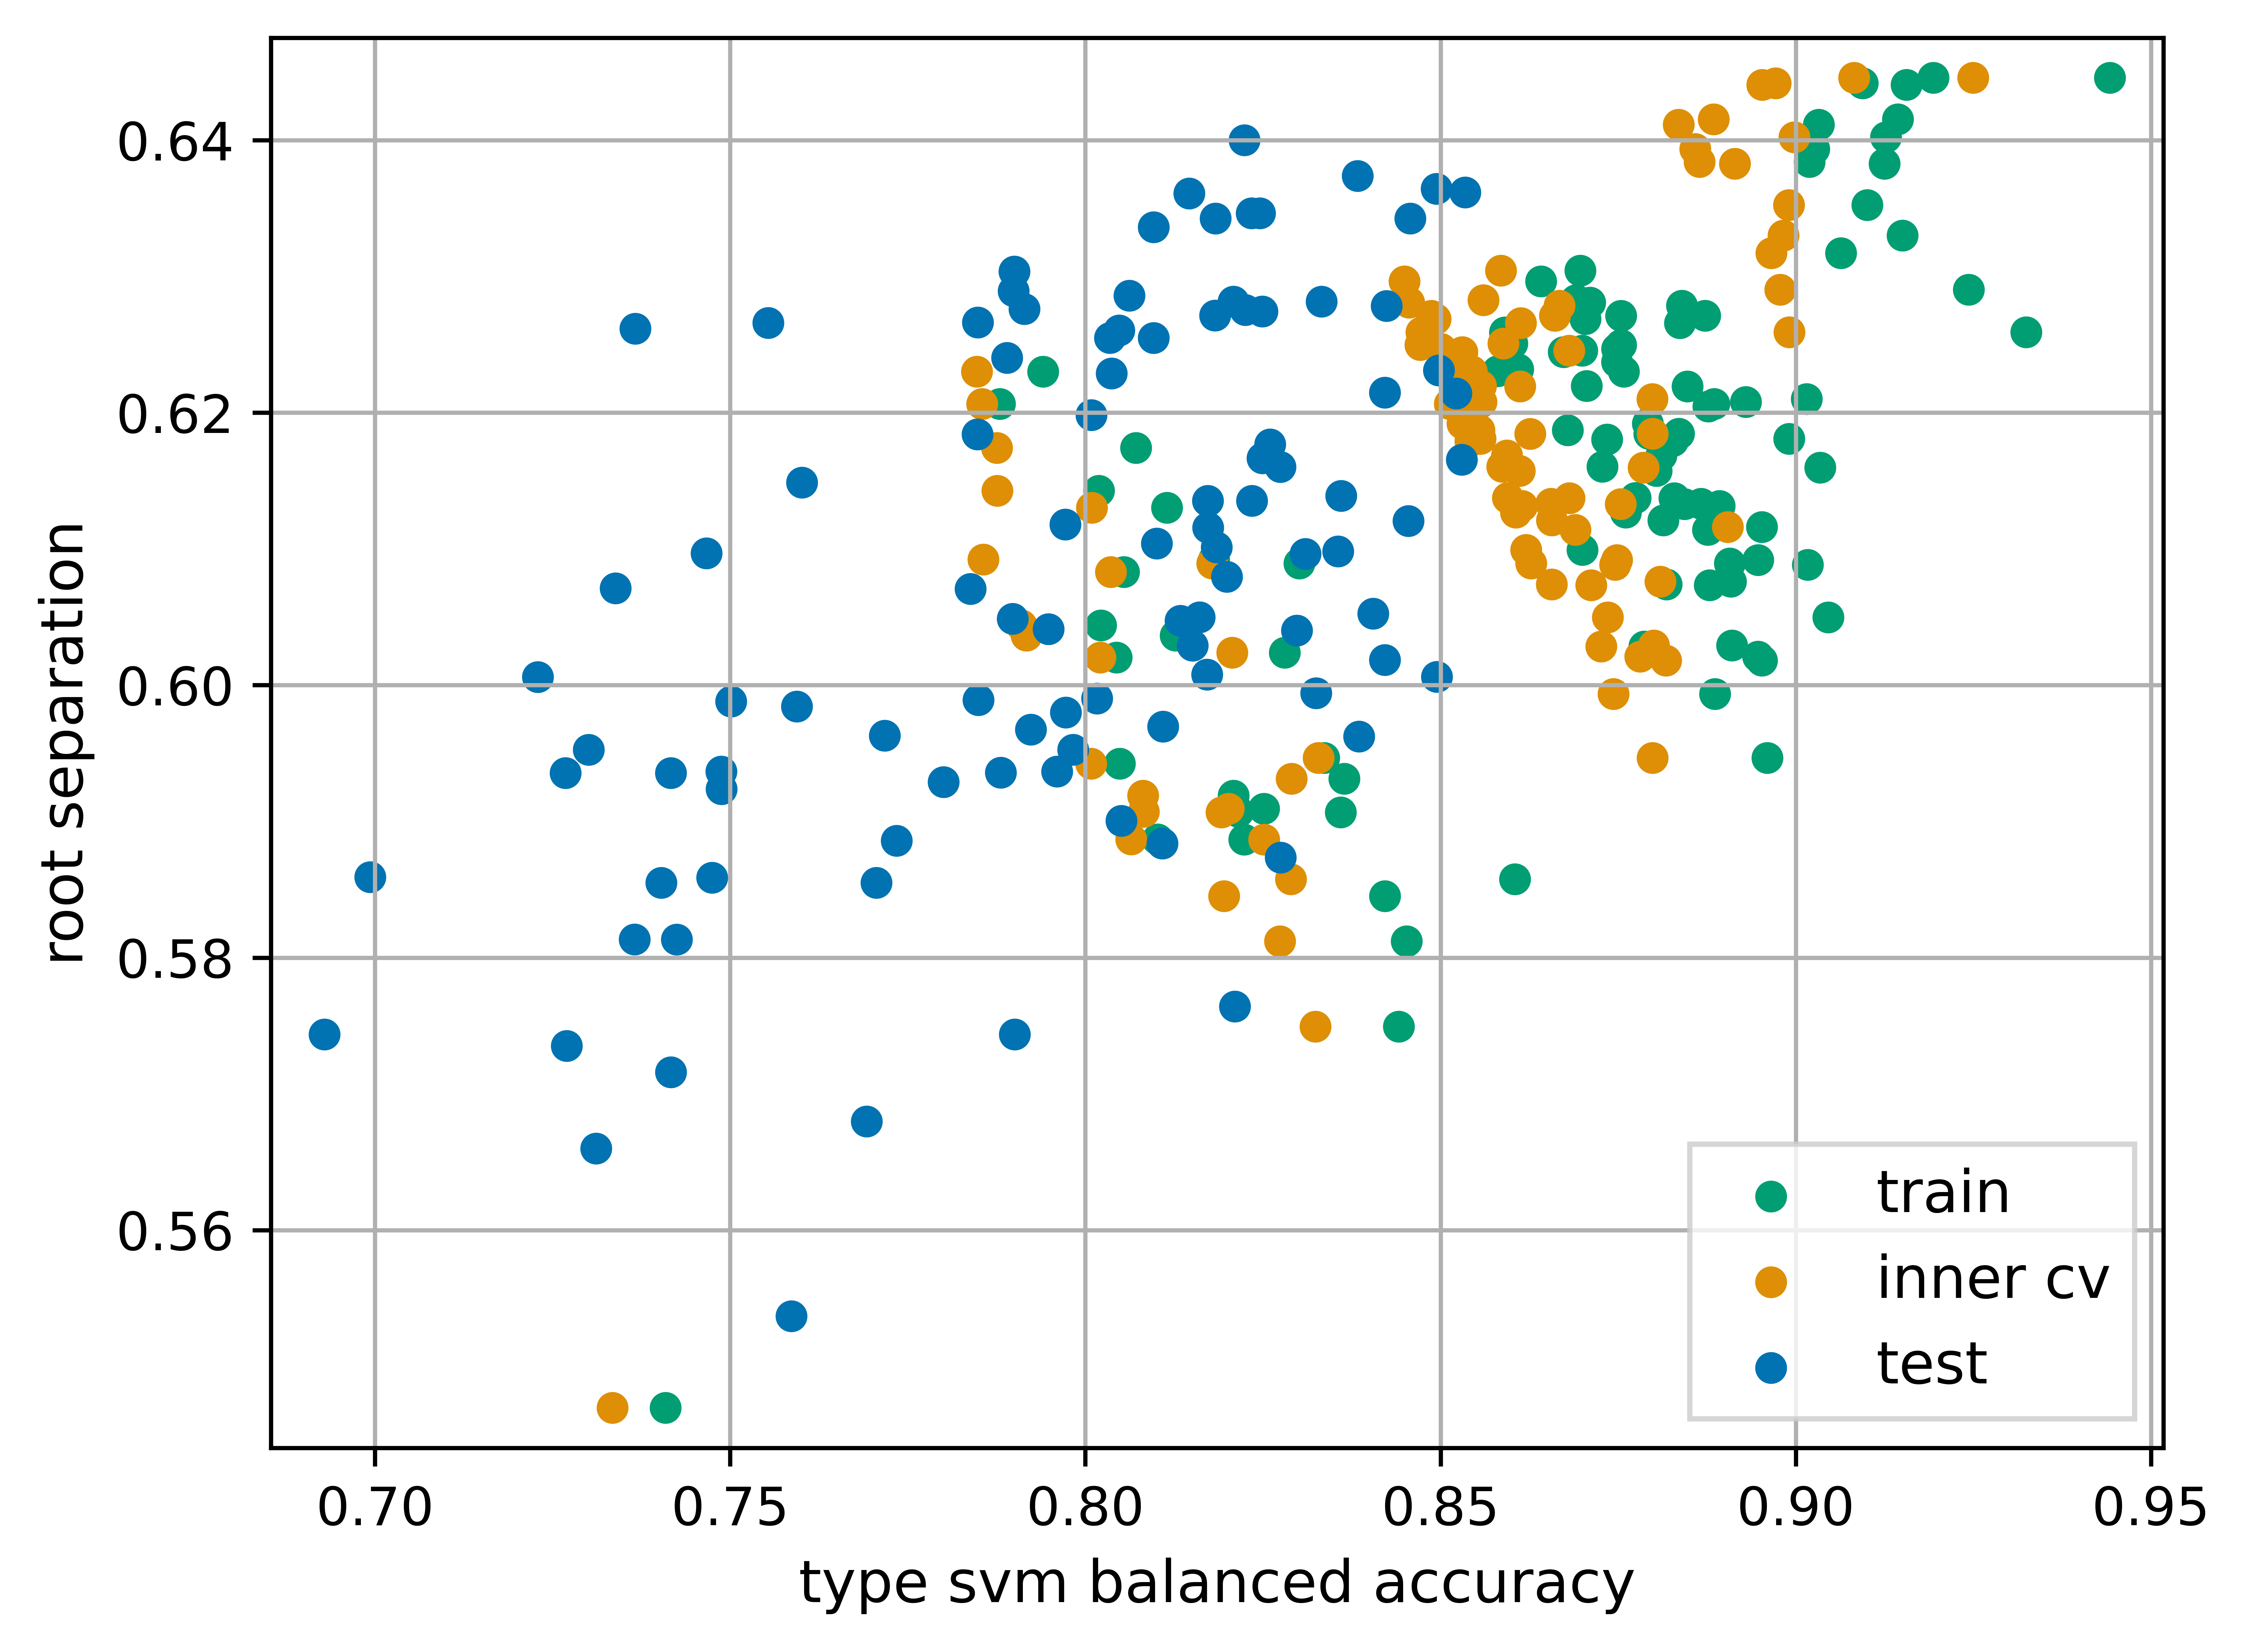 0.64
0.62
0.60
0.58
0.56
root separation
train
inner cv
test
0.70 0.75 0.80 0.85 0.90 0.95
type svm balanced accuracy